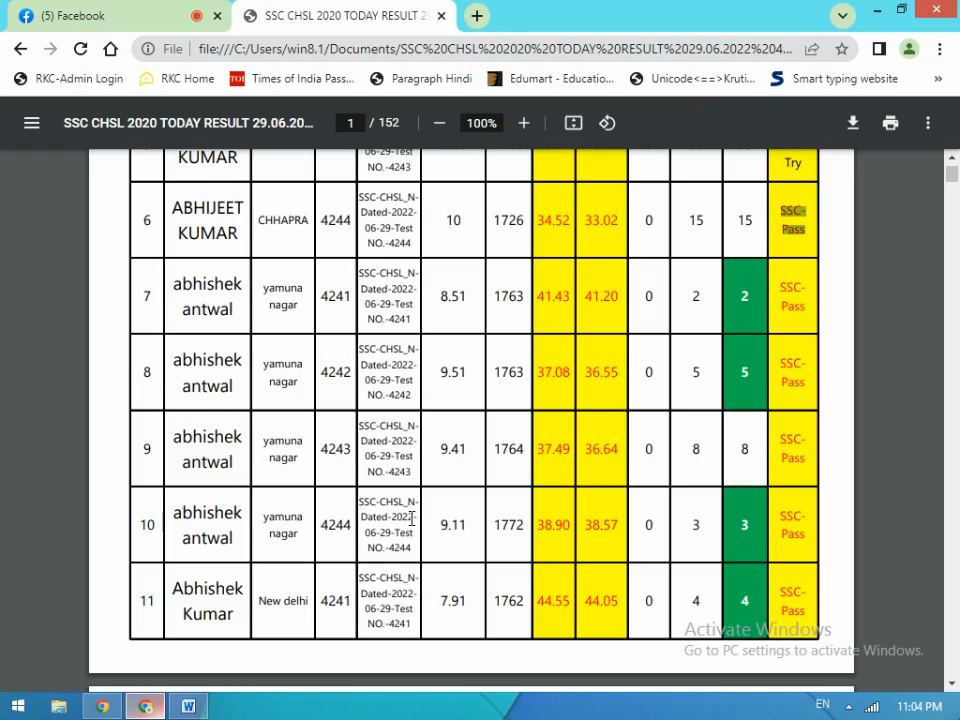 (5) Facebook
SSC CHSL 2020 TODAY RESULT 2
File
file:///C:/Users/win8.1/Documents/SSC%20CHSL%202020%20TODAY%20RESULT%2029.06.2022%204...
RKC-Admin Login
RKC Home
Times of India Pass...
Paragraph Hindi
Edumart - Educatio...
Unicode<==>Kruti...
Smart typing website
»
SSC CHSL 2020 TODAY RESULT 29.06.20...
1 / 152
100%
KUMAR
06-29-Test
NO.-4243
Try
6
ABHIJEET
KUMAR
CHHAPRA
4244
SSC-CHSL_N-
Dated-2022-
06-29-Test
NO.-4244
10
1726
34.52
33.02
0
15
15
SSC-
Pass
7
abhishek
antwal
yamuna
nagar
4241
SSC-CHSL_N-
Dated-2022-
06-29-Test
NO.-4241
8.51
1763
41.43
41.20
0
2
2
SSC-
Pass
8
abhishek
antwal
yamuna
nagar
4242
SSC-CHSL_N-
Dated-2022-
06-29-Test
NO.-4242
9.51
1763
37.08
36.55
0
5
5
SSC-
Pass
9
abhishek
antwal
yamuna
nagar
4243
SSC-CHSL_N-
Dated-2022-
06-29-Test
NO.-4243
9.41
1764
37.49
36.64
0
8
8
SSC-
Pass
10
abhishek
antwal
yamuna
nagar
4244
SSC-CHSL_N-
Dated-2022-
06-29-Test
NO.-4244
9.11
1772
38.90
38.57
0
3
3
SSC-
Pass
11
Abhishek
Kumar
New delhi
4241
SSC-CHSL_N-
Dated-2022-
06-29-Test
NO.-4241
7.91
1762
44.55
44.05
0
4
4
SSC-
Pass
Activate Windows
Go to PC settings to activate Windows.
EN
11:04 PM